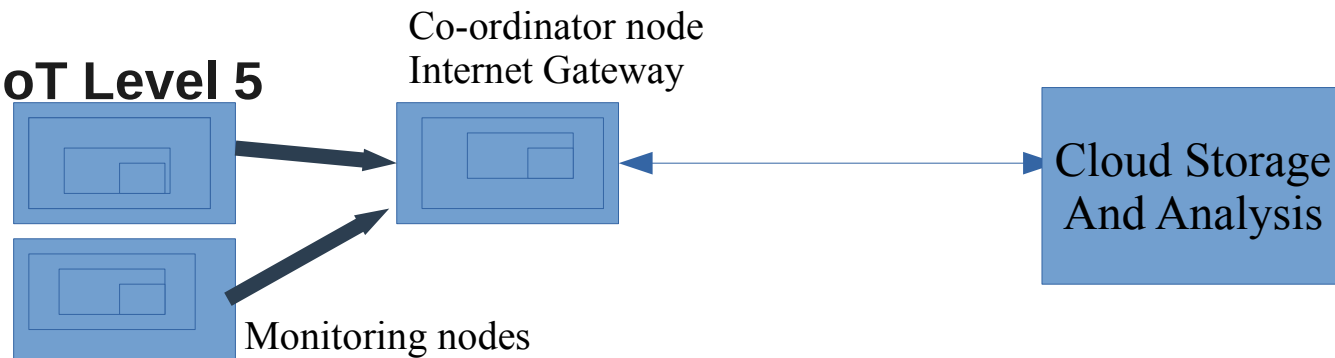 oT Level 5
Co-ordinator node
Internet Gateway
Cloud Storage
And Analysis
Monitoring nodes